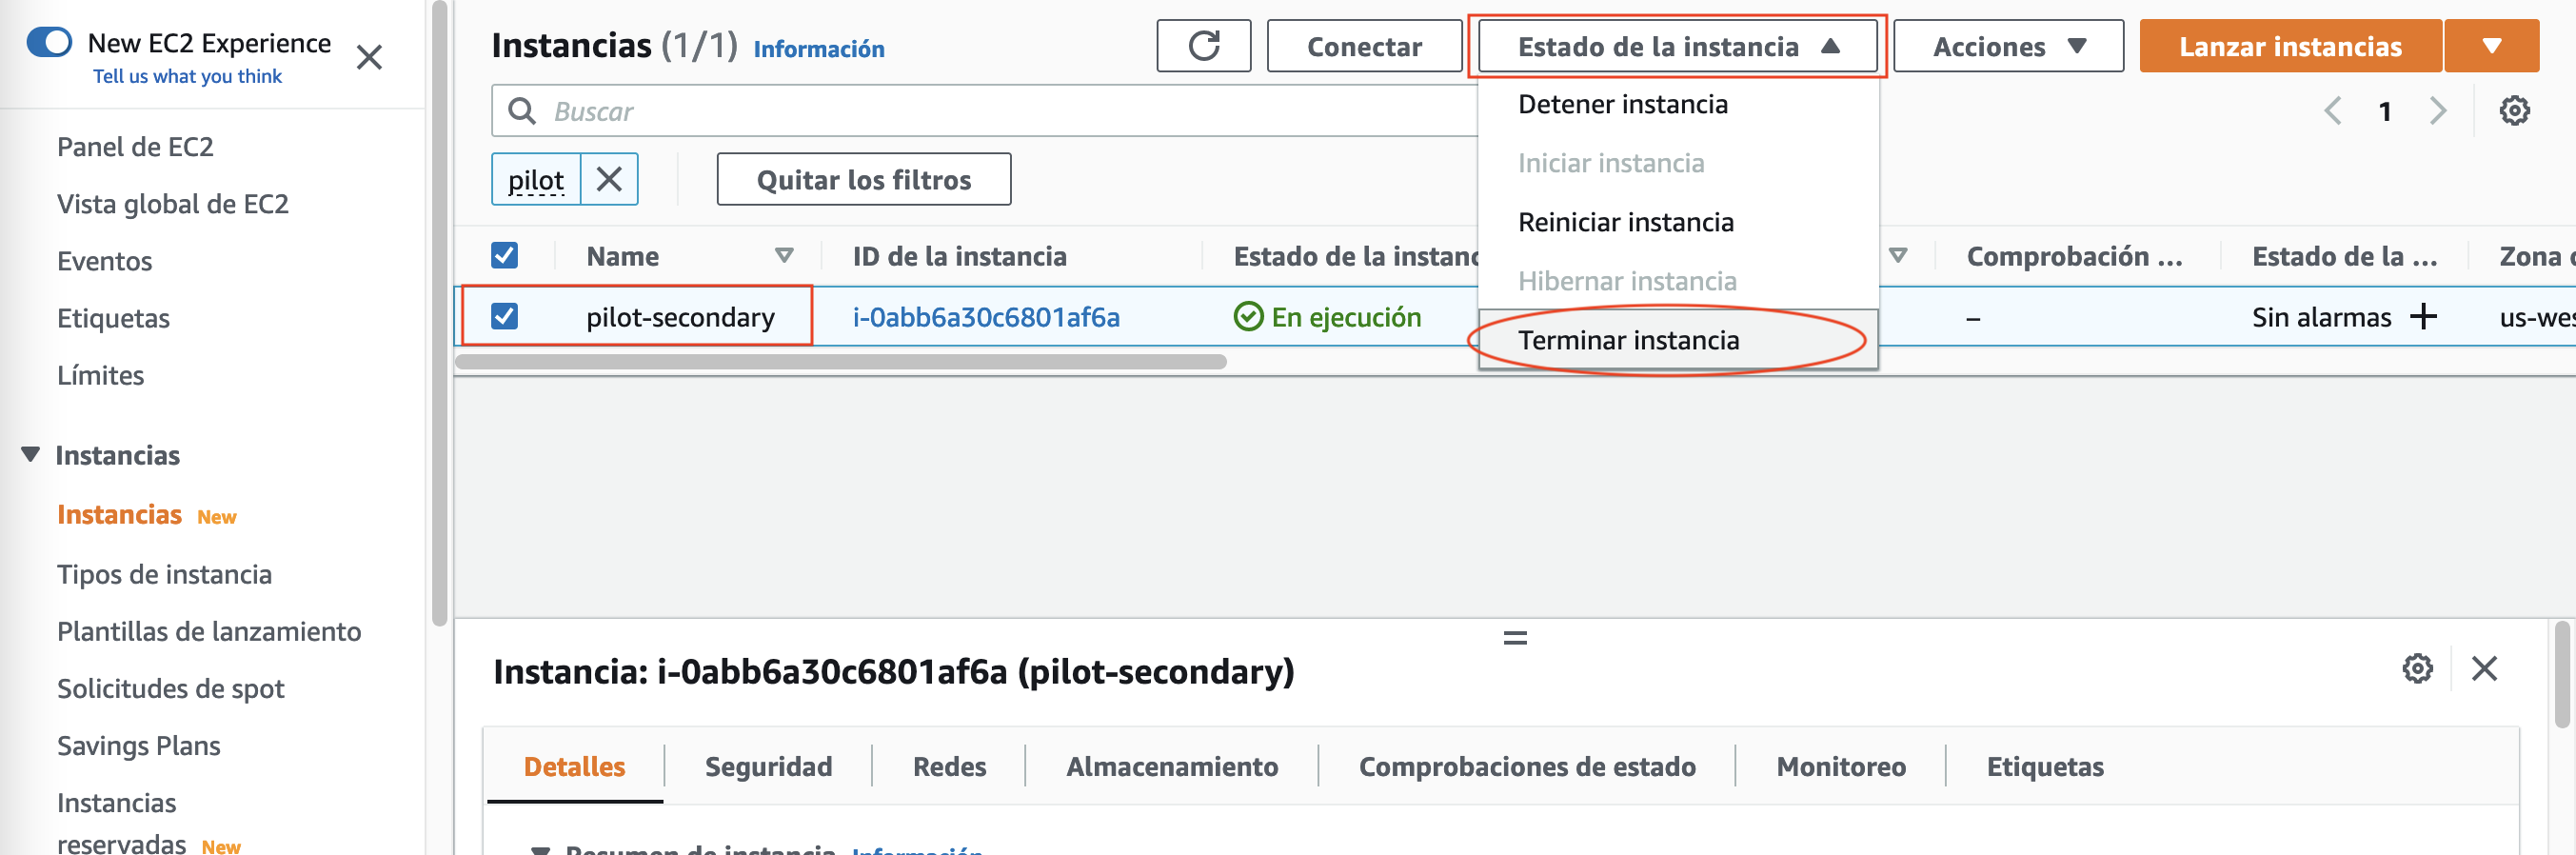 New EC2 Experience
Tell us what you think
Panel de EC2
Vista global de EC2
Eventos
Etiquetas
Límites
Instancias
Instancias New
Tipos de instancia
Plantillas de lanzamiento
Solicitudes de spot
Savings Plans
Instancias
reservadas New
Instancias (1/1) Información
Conectar
Estado de la instancia
Acciones
Lanzar instancias
Buscar
1
pilot
Quitar los filtros
Detener instancia
Iniciar instancia
Reiniciar instancia
Hibernar instancia
Terminar instancia
Name ID de la instancia Estado de la instanc Comprobación ... Estado de la ... Zona
pilot-secondary i-0abb6a30c6801af6a En ejecución – Sin alarmas us-wes
Instancia: i-0abb6a30c6801af6a (pilot-secondary)
Detalles Seguridad Redes Almacenamiento Comprobaciones de estado Monitoreo Etiquetas
Resumen de instancia Información